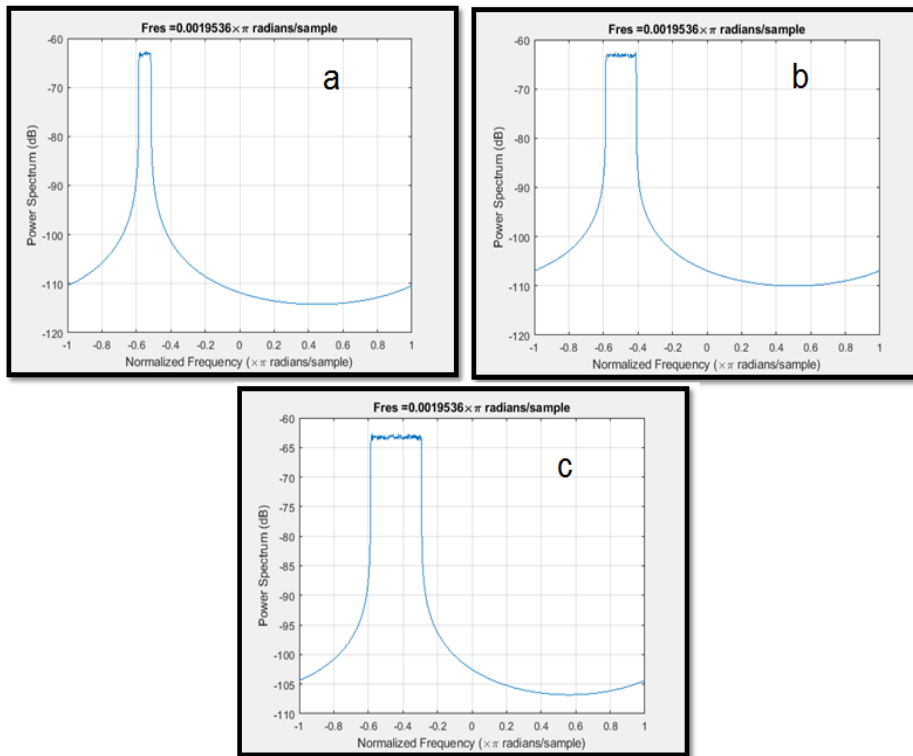 Fres =0.0019536×π radians/sample
a
-60
-70
-80
-90
-100
-110
-120
Power Spectrum (dB)
-1 -0.8 -0.6 -0.4 -0.2 0 0.2 0.4 0.6 0.8 1
Normalized Frequency (×π radians/sample)
Fres =0.0019536×π radians/sample
b
-60
-70
-80
-90
-100
-110
-120
Power Spectrum (dB)
-1 -0.8 -0.6 -0.4 -0.2 0 0.2 0.4 0.6 0.8 1
Normalized Frequency (×π radians/sample)
Fres =0.0019536×π radians/sample
c
-60
-65
-70
-75
-80
-85
-90
-95
-100
-105
-110
Power Spectrum (dB)
-1 -0.8 -0.6 -0.4 -0.2 0 0.2 0.4 0.6 0.8 1
Normalized Frequency (×π radians/sample)